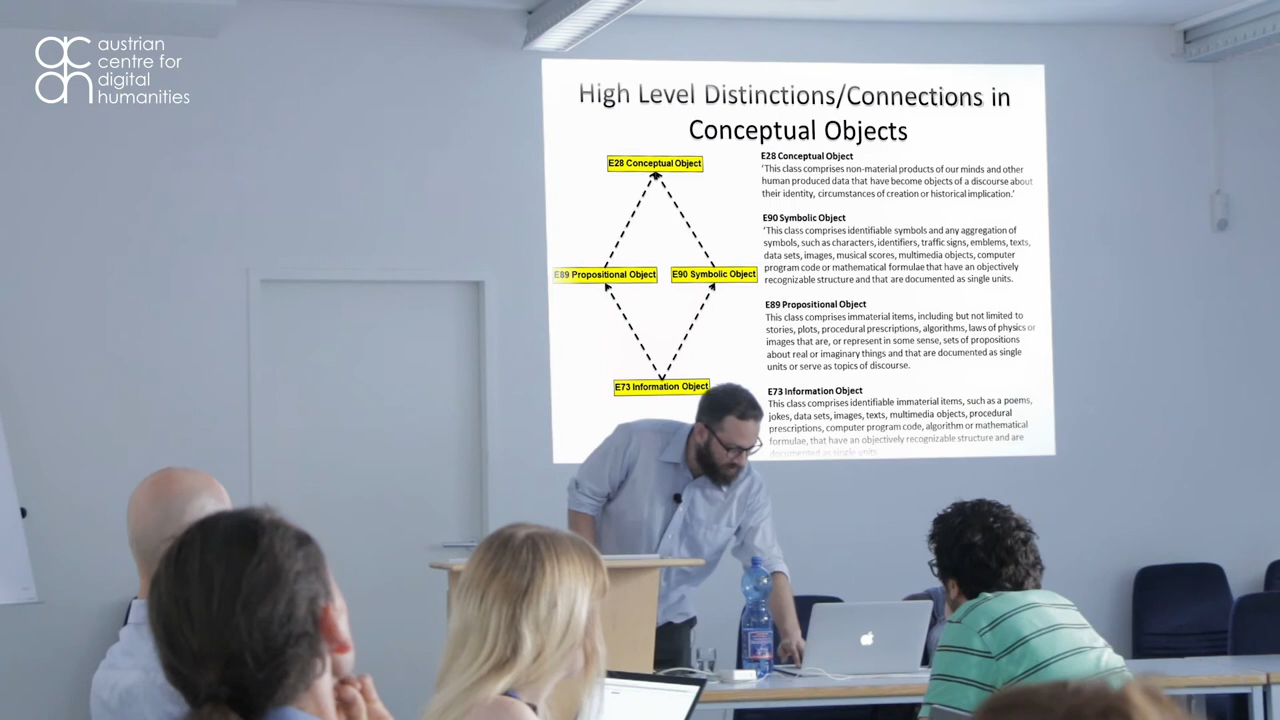 austrian
centre for
digital
humanities
High Level Distinctions/Connections in
Conceptual Objects
E28 Conceptual Object
E89 Propositional Object
E90 Symbolic Object
E73 Information Object
E28 Conceptual Object
'This class comprises non-material products of our minds and other
human produced data that have become objects of a discourse about
their identity, circumstances of creation or historical implication.'
E90 Symbolic Object
'This class comprises identifiable symbols and any aggregation of
symbols, such as characters, identifiers, traffic signs, emblems, texts,
data sets, images, musical scores, multimedia objects, computer
program code or mathematical formulae that have an objectively
recognizable structure and that are documented as single units.
E89 Propositional Object
This class comprises immaterial items, including but not limited to
stories, plots, procedural prescriptions, algorithms, laws of physics or
images that are, or represent in some sense, sets of propositions
about real or imaginary things and that are documented as single
units or serve as topics of discourse.
E73 Information Object
This class comprises identifiable immaterial items, such as a poems,
jokes, data sets, images, texts, multimedia objects, procedural
prescriptions, computer program code, algorithm or mathematical
formulae, that have an objectively recognizable structure and are
documented as single units